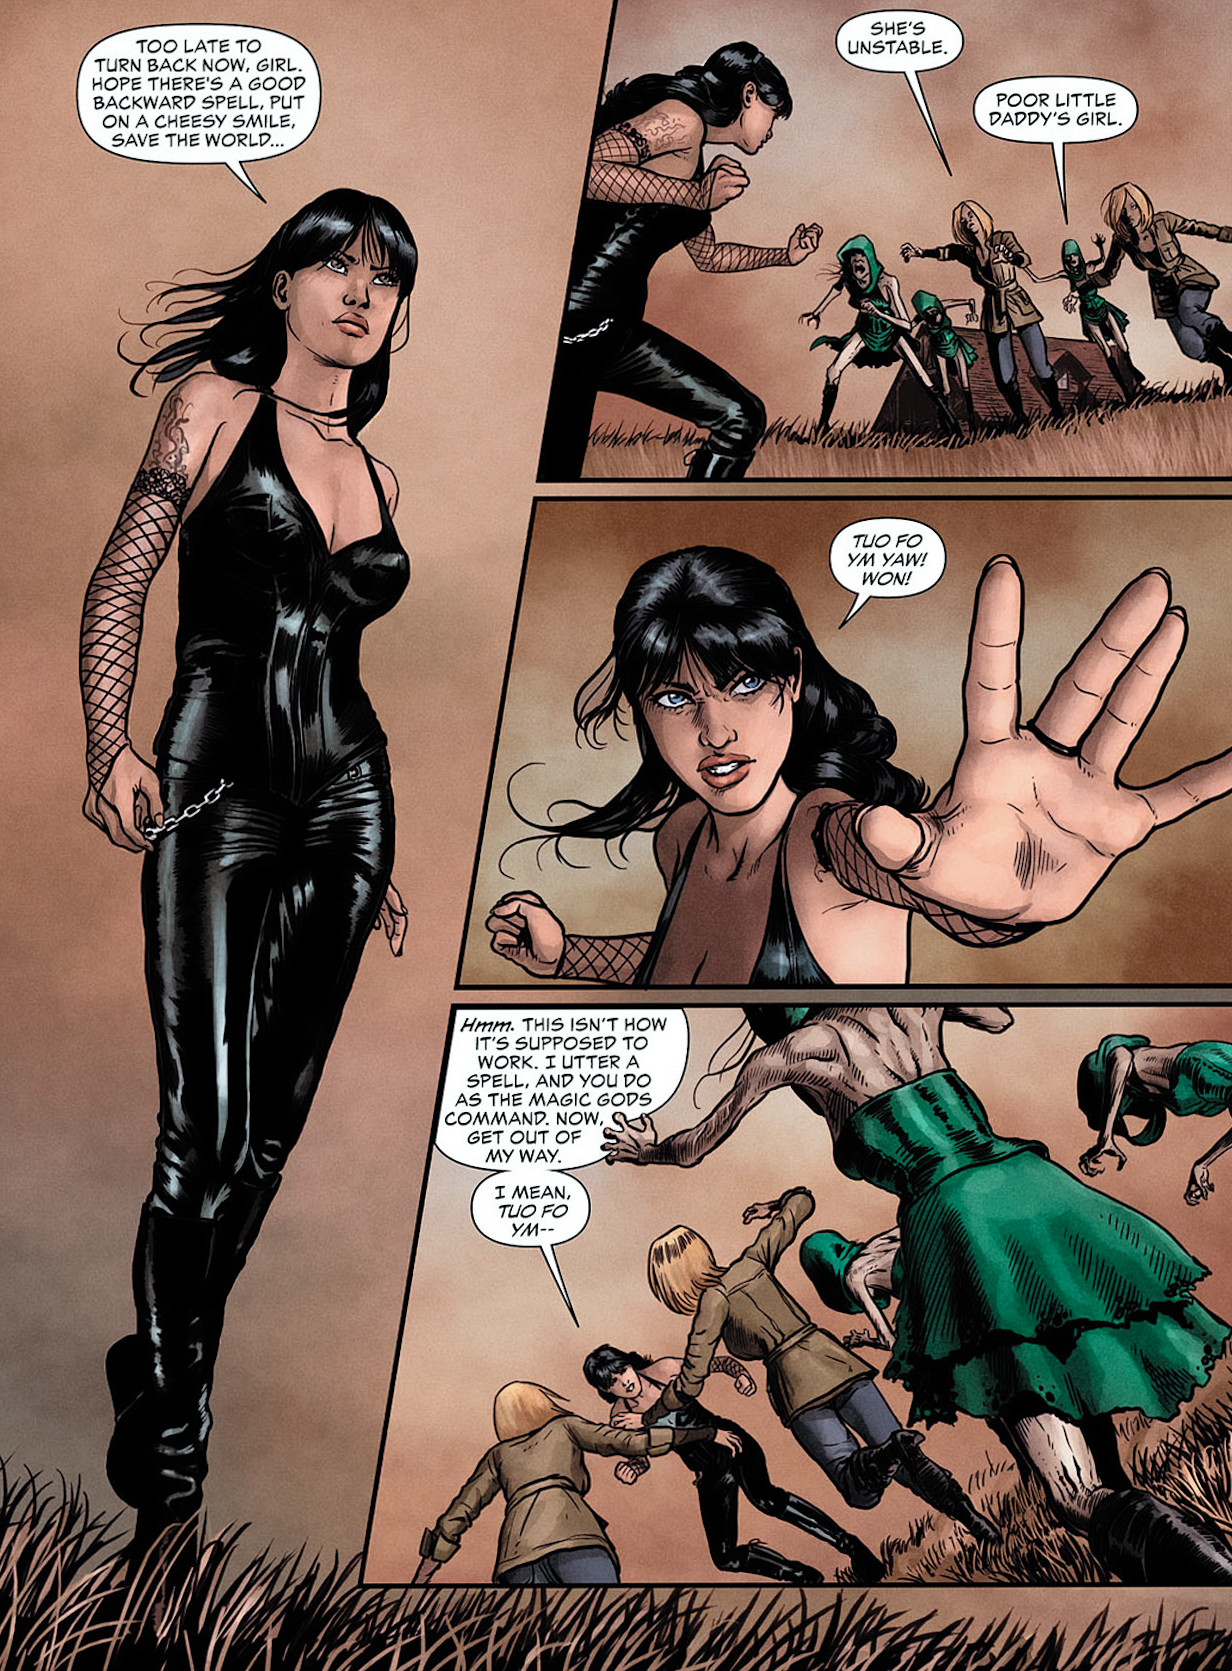 TOO LATE TO
TURN BACK NOW, GIRL.
HOPE THERE'S A GOOD
BACKWARD SPELL, PUT
ON A CHEESY SMILE,
SAVE THE WORLD...
SHE'S
UNSTABLE.
POOR LITTLE
DADDY'S GIRL.
TUO FO
YM YAW!
WON!
Hmm. THIS ISN'T HOW
IT'S SUPPOSED TO
WORK. I UTTER A
SPELL, AND YOU DO
AS THE MAGIC GODS
COMMAND. NOW,
GET OUT OF
MY WAY.
I MEAN,
TUO FO
YM--